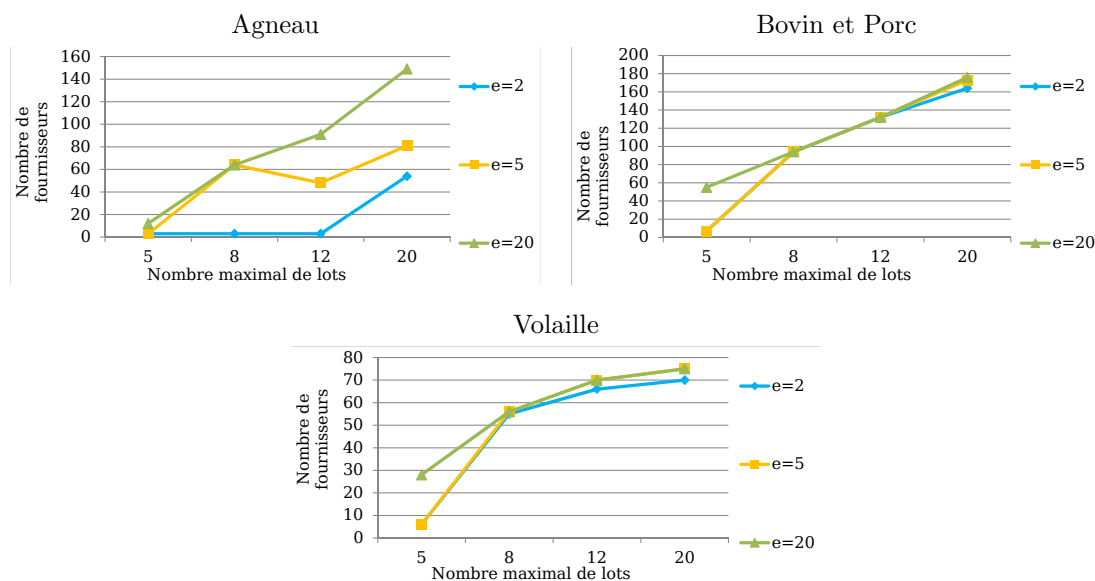 Agneau
160
140
120
100
80
60
40
20
0
Nombre de
fournisseurs
5 8 12 20
Nombre maximal de lots
e=2
e=5
e=20
Bovin et Porc
200
180
160
140
120
100
80
60
40
20
0
Nombre de
fournisseurs
5 8 12 20
Nombre maximal de lots
e=2
e=5
e=20
Volaille
80
70
60
50
40
30
20
10
0
Nombre de
fournisseurs
5 8 12 20
Nombre maximal de lots
e=2
e=5
e=20